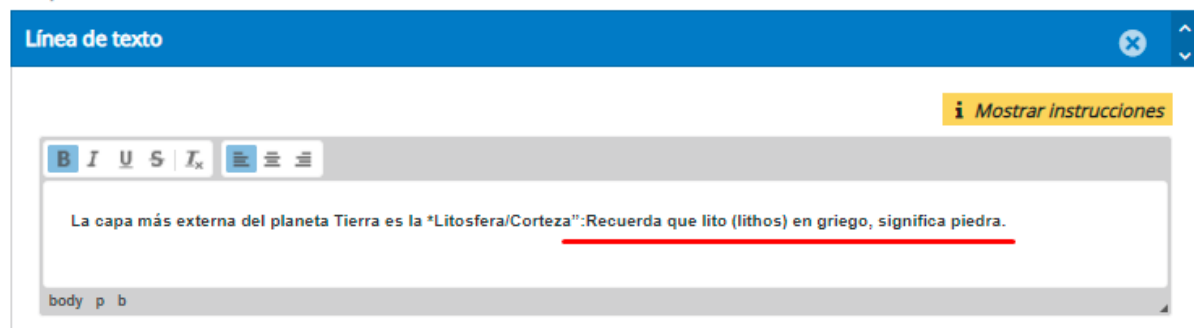 Línea de texto
i Mostrar instrucciones
B I U S Tx
La capa más externa del planeta Tierra es la *Litosfera/Corteza”:Recuerda que lito (lithos) en griego, significa piedra.
body p b